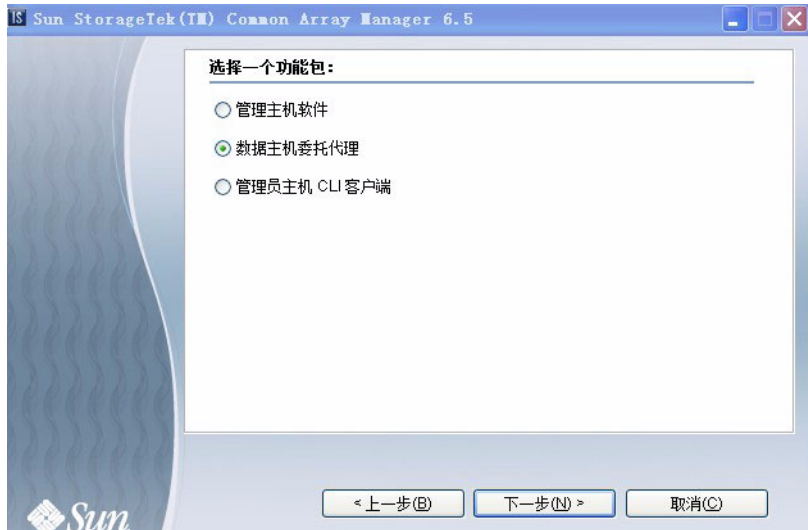 Sun StorageTek(TM) Common Array Manager 6.5
选择一个功能包：
管理主机软件
数据主机委托代理
管理员主机 CLI 客户端
<上一步(B)
下一步(N) >
取消(C)
Sun